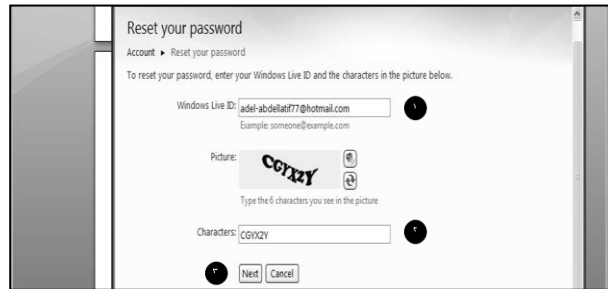 Reset your password
Account ▸ Reset your password
To reset your password, enter your Windows Live ID and the characters in the picture below.
Windows Live ID: adel-abdellatif77@hotmail.com ١
Example: someone@example.com
Picture: CGYX2Y
Type the 6 characters you see in the picture
Characters: CGYX2Y ٢
٣ Next Cancel